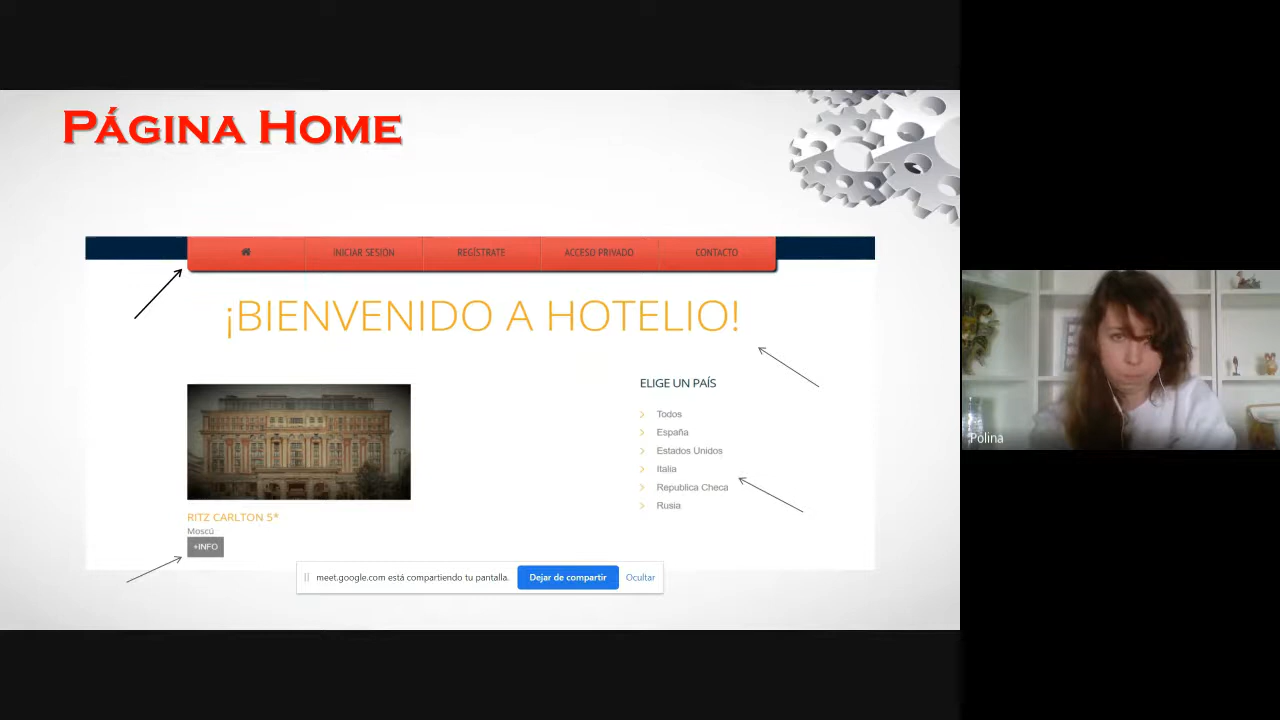 Página Home
INICIAR SESIÓN REGÍSTRATE ACCESO PRIVADO CONTACTO
¡BIENVENIDO A HOTELIO!
ELIGE UN PAÍS
Todos
España
Estados Unidos
Italia
Republica Checa
Rusia
RITZ CARLTON 5*
Moscú
+INFO
meet.google.com está compartiendo tu pantalla. Dejar de compartir Ocultar
Polina